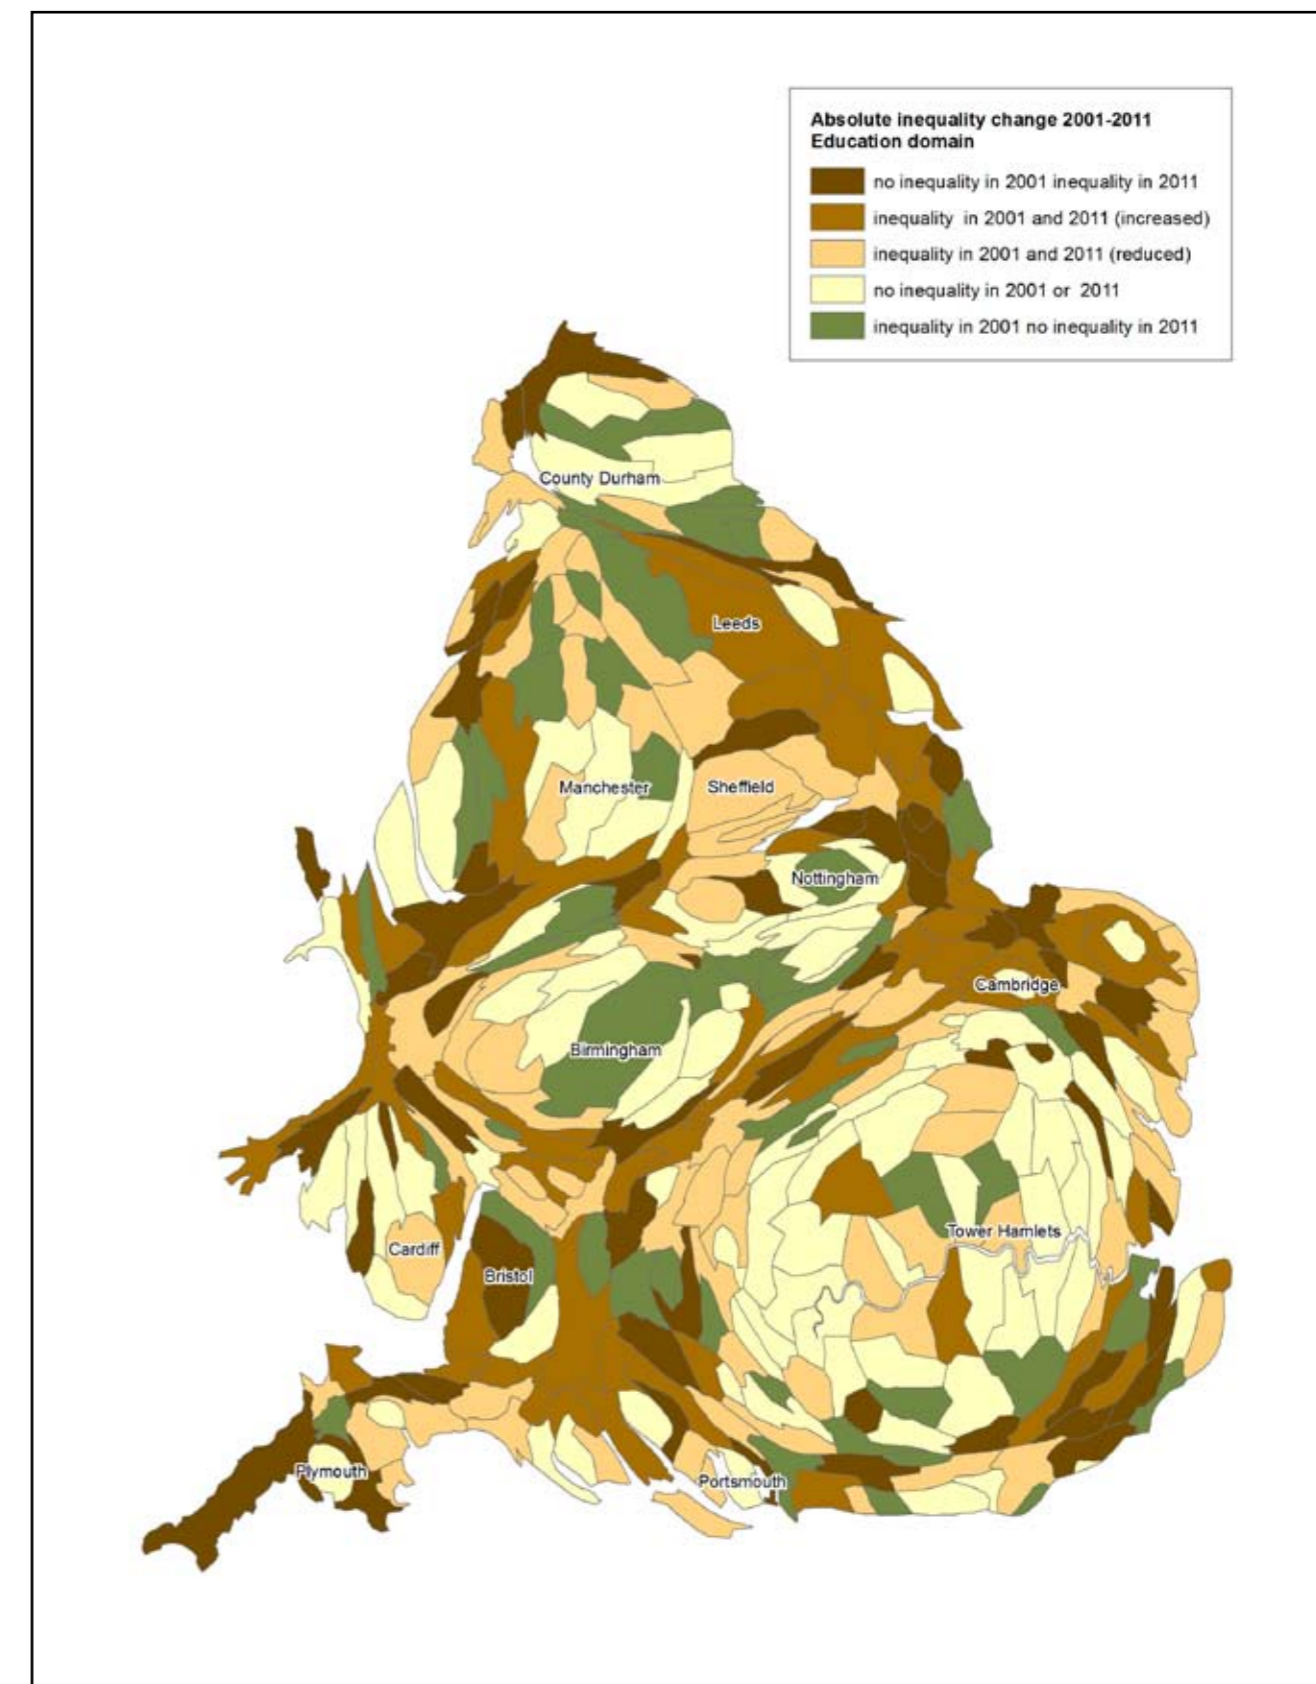 Absolute inequality change 2001-2011
Education domain
no inequality in 2001 inequality in 2011
inequality in 2001 and 2011 (increased)
inequality in 2001 and 2011 (reduced)
no inequality in 2001 or 2011
inequality in 2001 no inequality in 2011
County Durham
Leeds
Manchester
Sheffield
Nottingham
Cambridge
Birmingham
Tower Hamlets
Cardiff
Bristol
Plymouth
Portsmouth